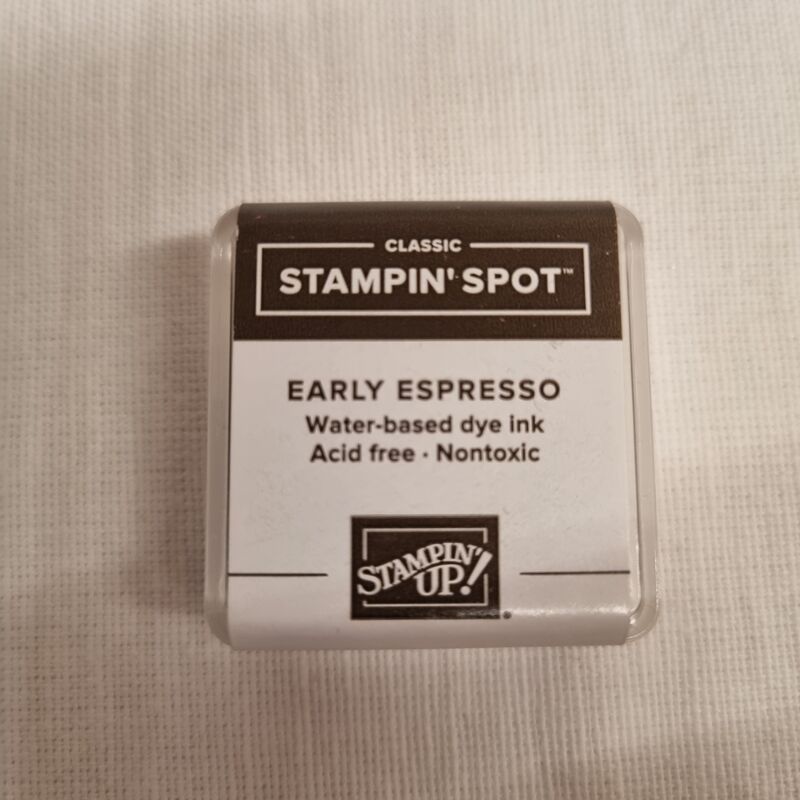 CLASSIC
STAMPIN' SPOT™
EARLY ESPRESSO
Water-based dye ink
Acid free · Nontoxic
STAMPIN'
UP!